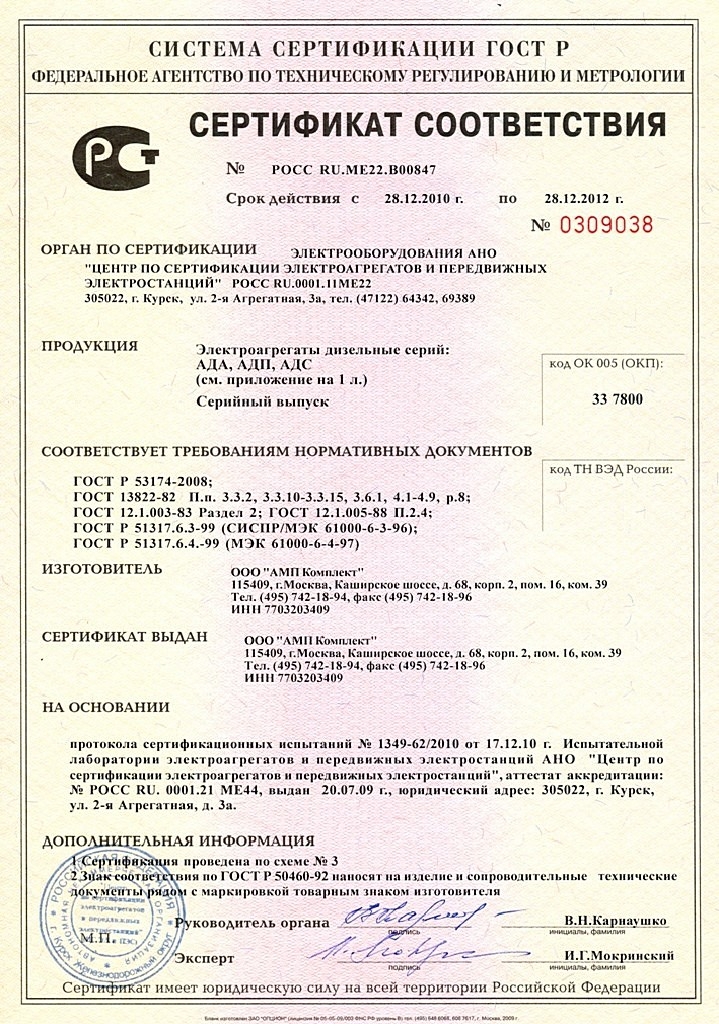 СИСТЕМА СЕРТИФИКАЦИИ ГОСТ Р
ФЕДЕРАЛЬНОЕ АГЕНТСТВО ПО ТЕХНИЧЕСКОМУ РЕГУЛИРОВАНИЮ И МЕТРОЛОГИИ
СЕРТИФИКАТ СООТВЕТСТВИЯ
№ РОСС RU.МЕ22.В00847
Срок действия с 28.12.2010 г. по 28.12.2012 г.
№ 0309038
ОРГАН ПО СЕРТИФИКАЦИИ ЭЛЕКТРООБОРУДОВАНИЯ АНО
"ЦЕНТР ПО СЕРТИФИКАЦИИ ЭЛЕКТРОАГРЕГАТОВ И ПЕРЕДВИЖНЫХ
ЭЛЕКТРОСТАНЦИЙ" РОСС RU.0001.11МЕ22
305022, г. Курск, ул. 2-я Агрегатная, 3а, тел. (47122) 64342, 69389
ПРОДУКЦИЯ Электроагрегаты дизельные серий:
АДА, АДП, АДС
(см. приложение на 1 л.)
Серийный выпуск
код ОК 005 (ОКП):
33 7800
СООТВЕТСТВУЕТ ТРЕБОВАНИЯМ НОРМАТИВНЫХ ДОКУМЕНТОВ
код ТН ВЭД России:
ГОСТ Р 53174-2008;
ГОСТ 13822-82 П.п. 3.3.2, 3.3.10-3.3.15, 3.6.1, 4.1-4.9, р.8;
ГОСТ 12.1.003-83 Раздел 2; ГОСТ 12.1.005-88 П.2.4;
ГОСТ Р 51317.6.3-99 (СИСПР/МЭК 61000-6-3-96);
ГОСТ Р 51317.6.4.-99 (МЭК 61000-6-4-97)
ИЗГОТОВИТЕЛЬ ООО "АМП Комплект"
115409, г.Москва, Каширское шоссе, д. 68, корп. 2, пом. 16, ком. 39
Тел. (495) 742-18-94, факс (495) 742-18-96
ИНН 7703203409
СЕРТИФИКАТ ВЫДАН ООО "АМП Комплект"
115409, г.Москва, Каширское шоссе, д. 68, корп. 2, пом. 16, ком. 39
Тел. (495) 742-18-94, факс (495) 742-18-96
ИНН 7703203409
НА ОСНОВАНИИ
протокола сертификационных испытаний № 1349-62/2010 от 17.12.10 г. Испытательной
лаборатории электроагрегатов и передвижных электростанций АНО "Центр по
сертификации электроагрегатов и передвижных электростанций", аттестат аккредитации:
№ РОСС RU. 0001.21 МЕ44, выдан 20.07.09 г., юридический адрес: 305022, г. Курск,
ул. 2-я Агрегатная, д. 3а.
ДОПОЛНИТЕЛЬНАЯ ИНФОРМАЦИЯ
1 Сертификация проведена по схеме № 3
2 Знак соответствия по ГОСТ Р 50460-92 наносят на изделие и сопроводительные технические
документы рядом с маркировкой товарным знаком изготовителя
Руководитель органа В.Н.Карнаушко
подпись инициалы, фамилия
М.П.
Эксперт И.Г.Мокринский
подпись инициалы, фамилия
Сертификат имеет юридическую силу на всей территории Российской Федерации